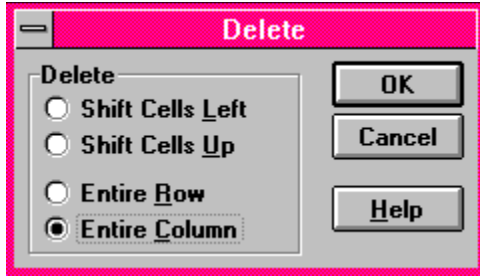 Delete
Delete
Shift Cells Left
Shift Cells Up
Entire Row
Entire Column
OK
Cancel
Help